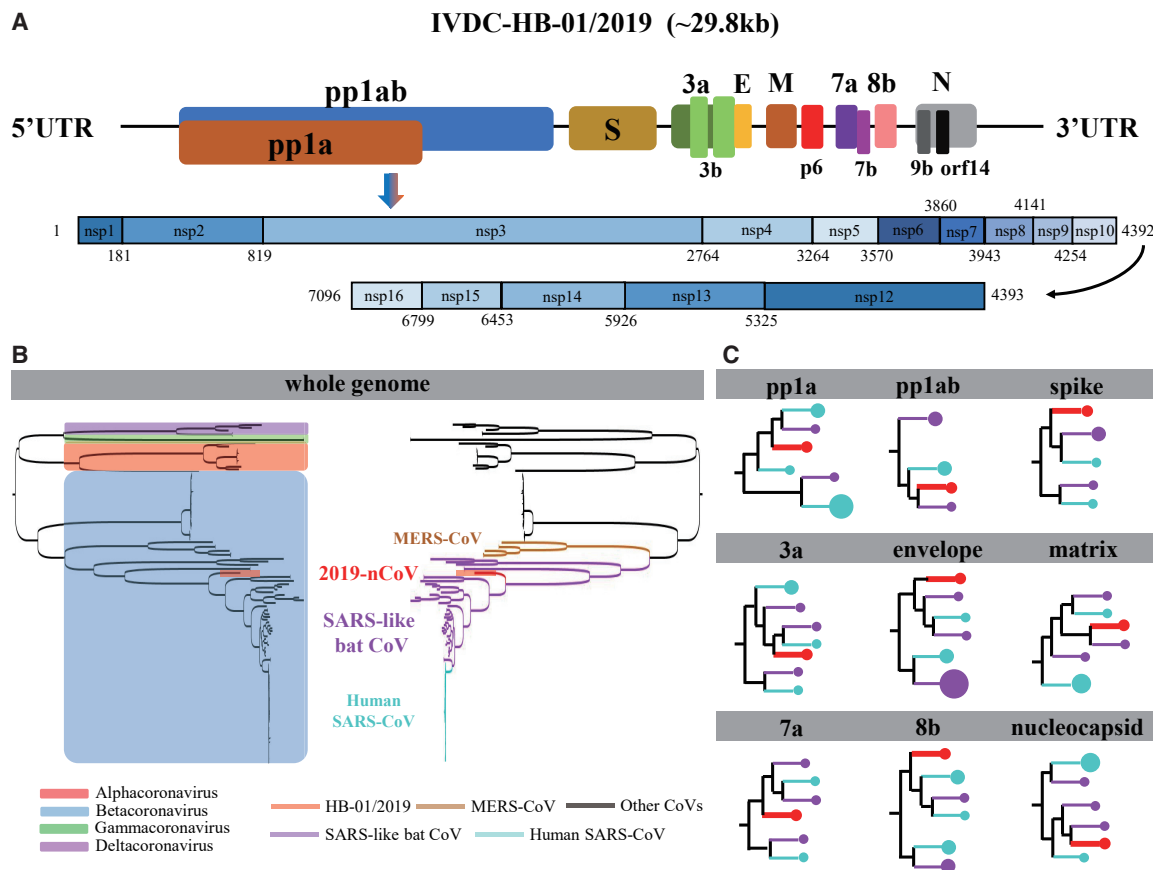 A
IVDC-HB-01/2019 (~29.8kb)
5'UTR
pp1ab
pp1a
S
3a
E
M
7a
8b
N
3'UTR
3b
p6
7b
9b
orf14
3860
4141
1
nsp1
nsp2
nsp3
nsp4
nsp5
nsp6
nsp7
nsp8
nsp9
nsp10
4392
181
819
2764
3264
3570
3943
4254
7096
nsp16
nsp15
nsp14
nsp13
nsp12
4393
6799
6453
5926
5325
B
whole genome
MERS-CoV
2019-nCoV
SARS-like
bat CoV
Human
SARS-CoV
Alphacoronavirus
Betacoronavirus
Gammacoronavirus
Deltacoronavirus
HB-01/2019
MERS-CoV
Other CoVs
SARS-like bat CoV
Human SARS-CoV
C
pp1a
pp1ab
spike
3a
envelope
matrix
7a
8b
nucleocapsid